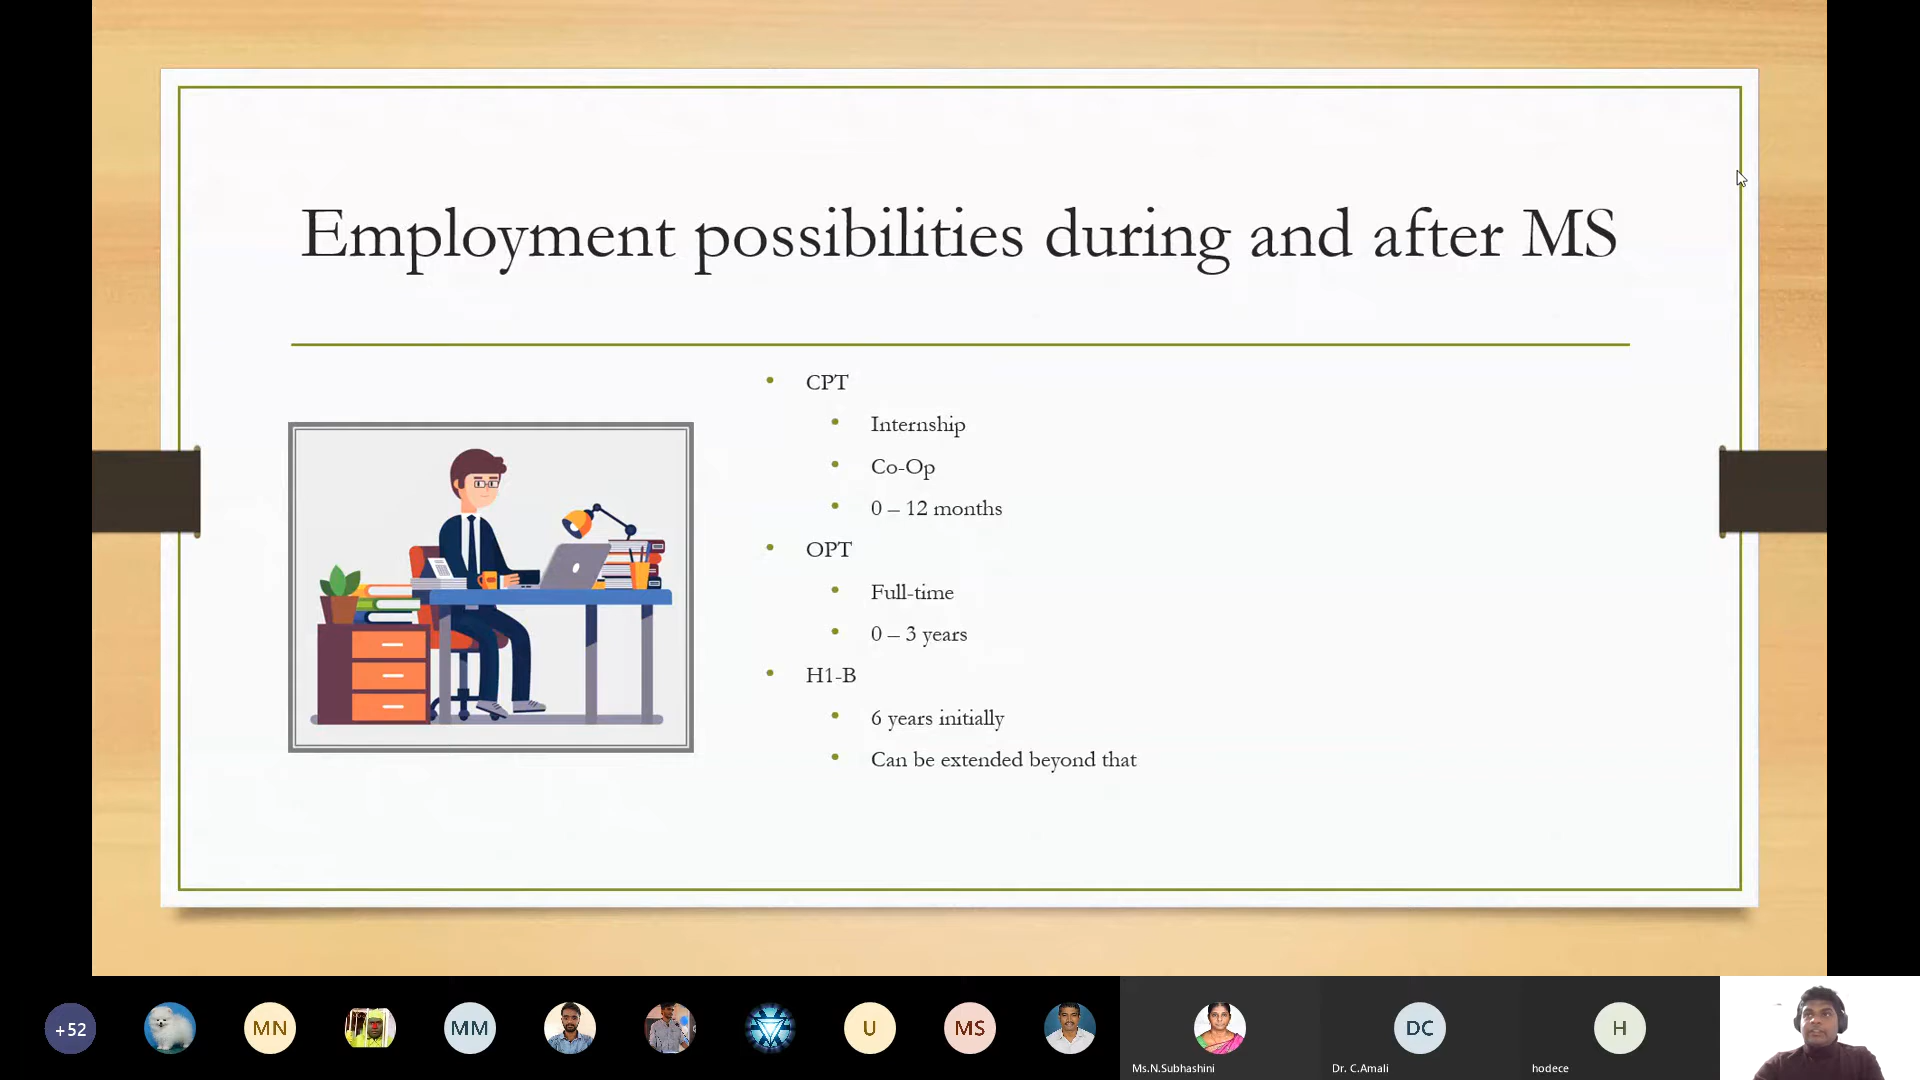 Employment possibilities during and after MS
CPT
Internship
Co-Op
0 – 12 months
OPT
Full-time
0 – 3 years
H1-B
6 years initially
Can be extended beyond that
+52
MN
MM
U
MS
DC
H
Ms.N.Subhashini
Dr. C.Amali
hodece